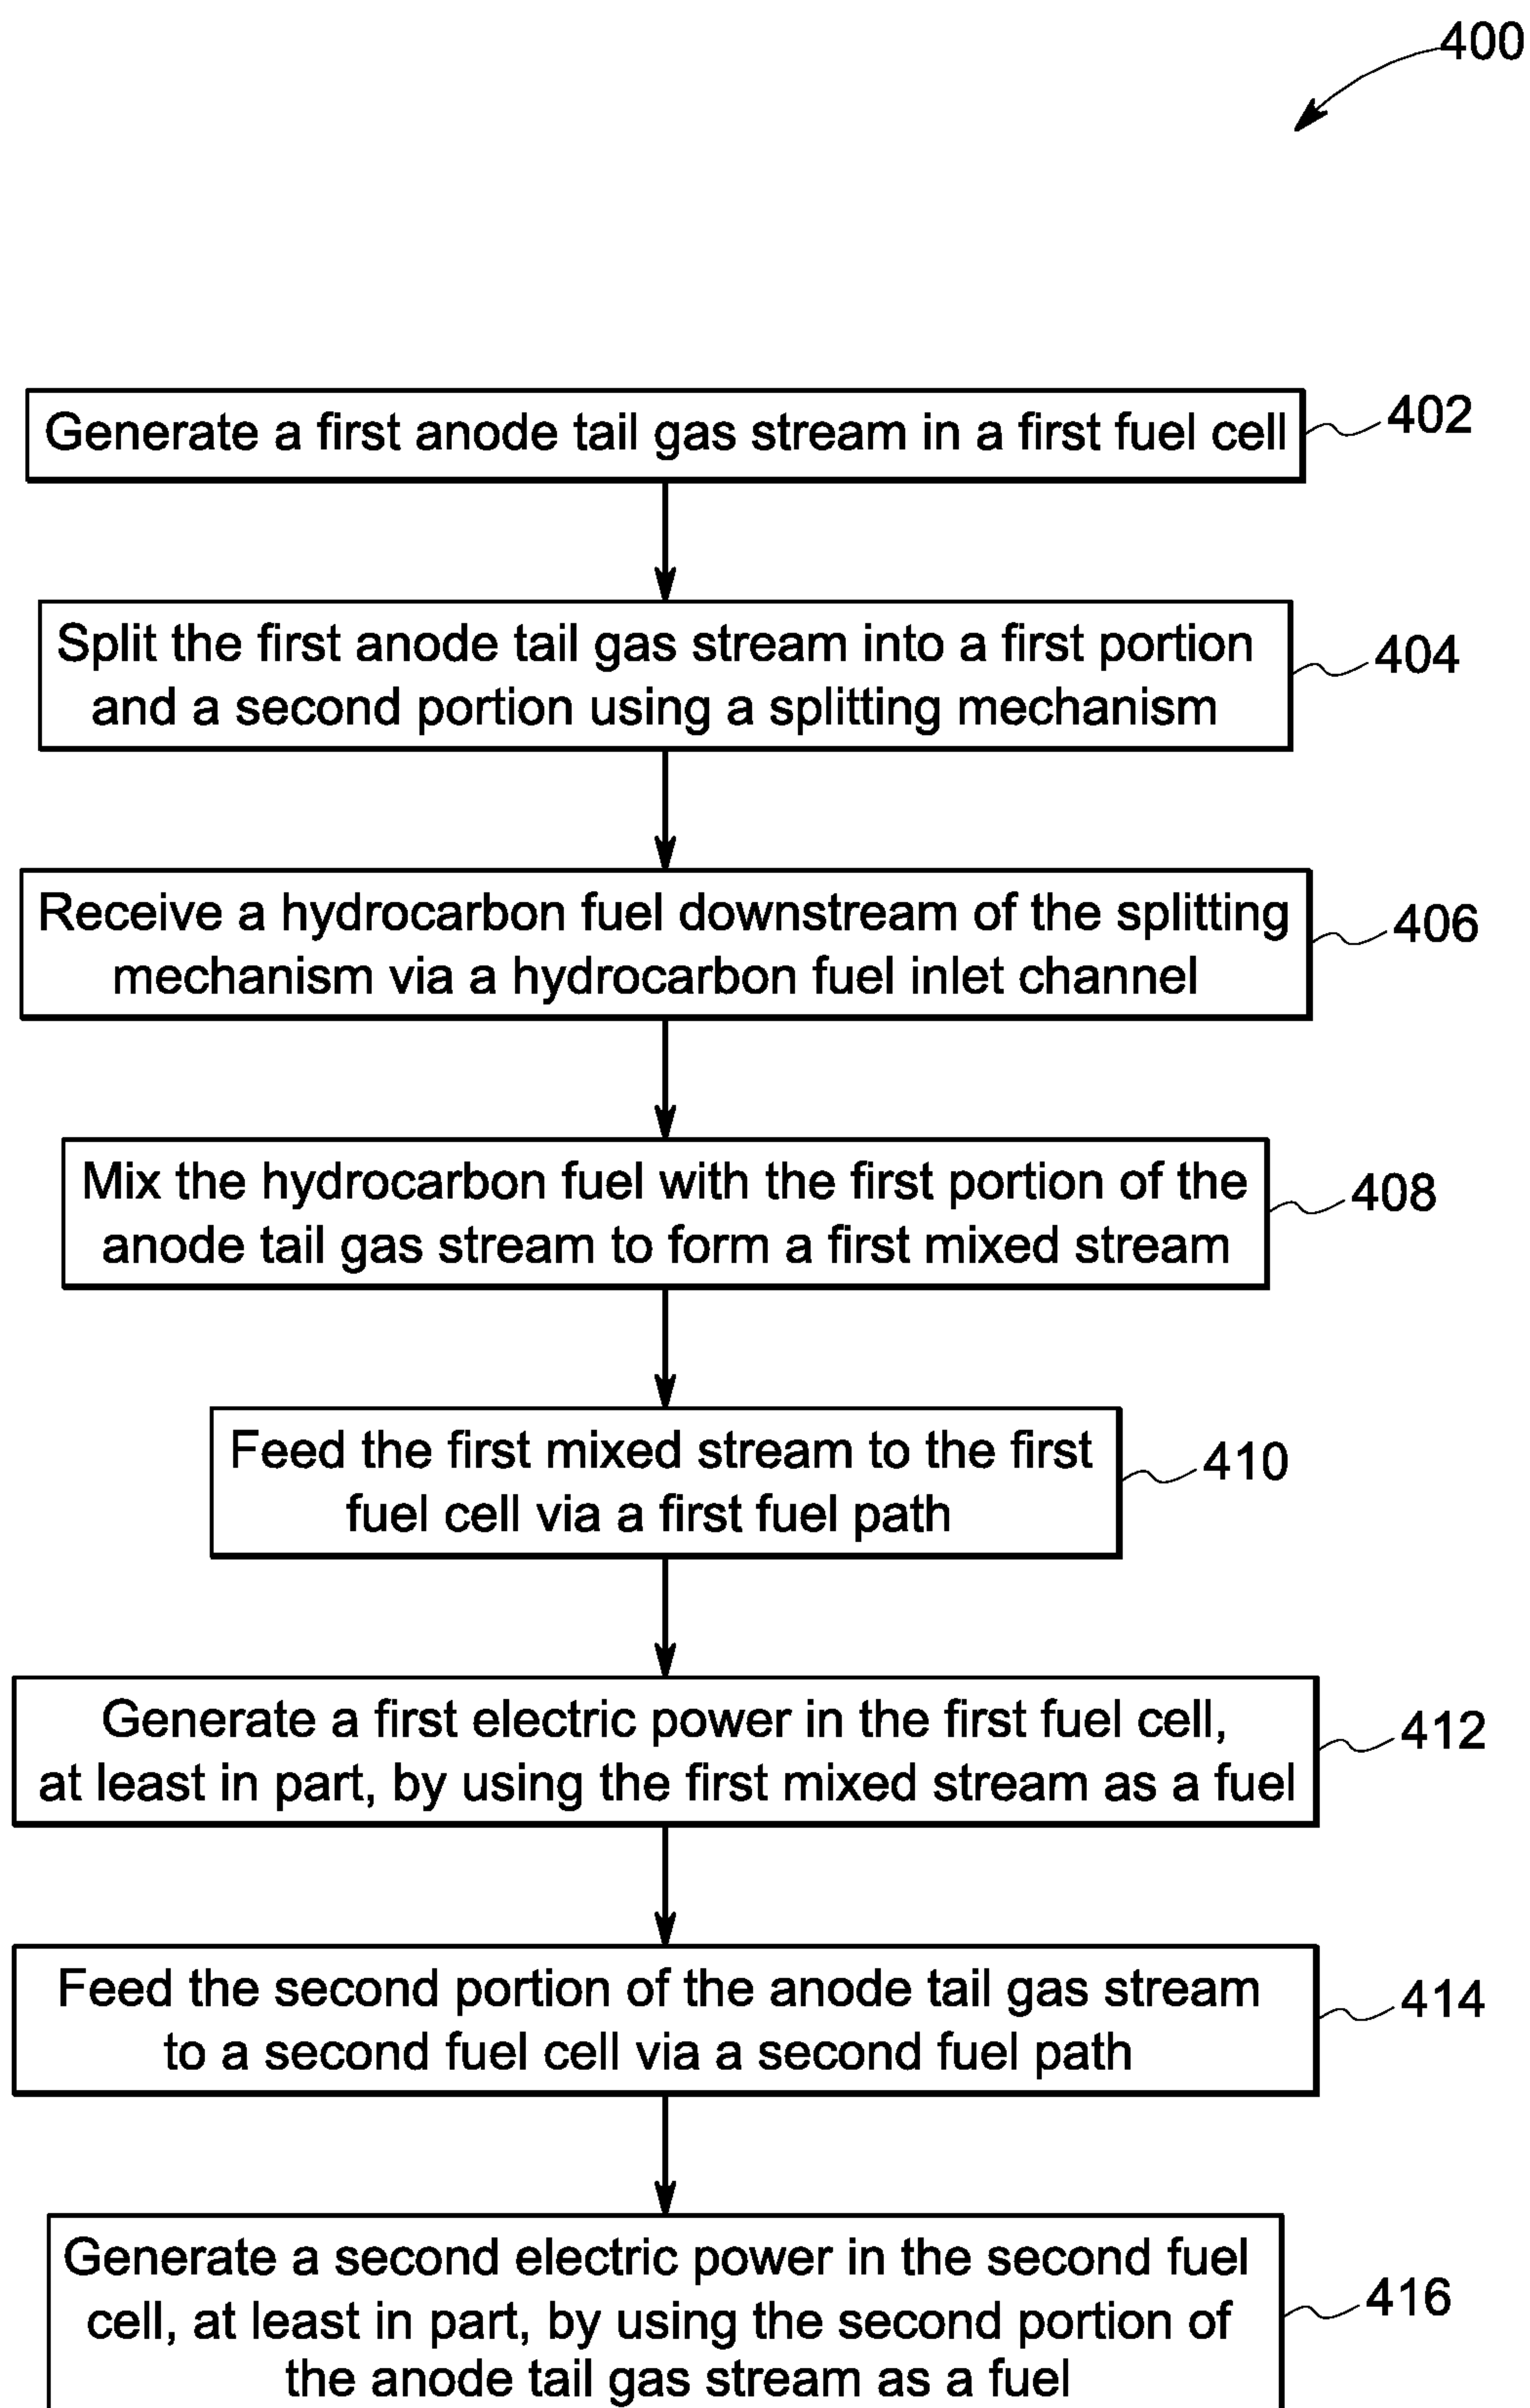 400
Generate a first anode tail gas stream in a first fuel cell
402
Split the first anode tail gas stream into a first portion
and a second portion using a splitting mechanism
404
Receive a hydrocarbon fuel downstream of the splitting
mechanism via a hydrocarbon fuel inlet channel
406
Mix the hydrocarbon fuel with the first portion of the
anode tail gas stream to form a first mixed stream
408
Feed the first mixed stream to the first
fuel cell via a first fuel path
410
Generate a first electric power in the first fuel cell,
at least in part, by using the first mixed stream as a fuel
412
Feed the second portion of the anode tail gas stream
to a second fuel cell via a second fuel path
414
Generate a second electric power in the second fuel
cell, at least in part, by using the second portion of
the anode tail gas stream as a fuel
416